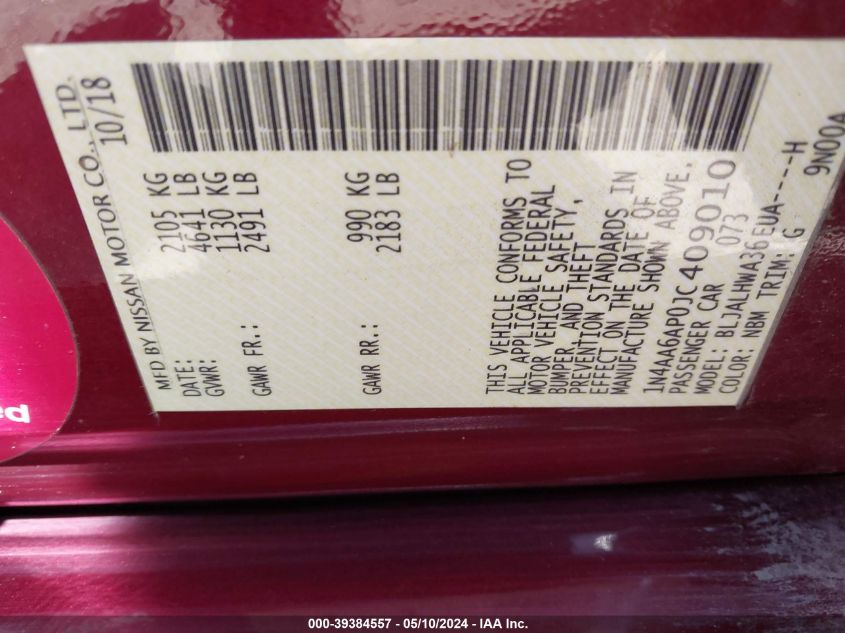 MFD BY NISSAN MOTOR CO., LTD.
DATE: 10/18
GVWR: 2105 KG
4641 LB
GAWR FR.: 1130 KG
2491 LB
GAWR RR.: 990 KG
2183 LB
THIS VEHICLE CONFORMS TO
ALL APPLICABLE FEDERAL
MOTOR VEHICLE SAFETY,
BUMPER, AND THEFT
PREVENTION STANDARDS IN
EFFECT ON THE DATE OF
MANUFACTURE SHOWN ABOVE.
1N4AA6AP0JC409010
PASSENGER CAR 073
MODEL: BLJALHWA36EUA-----H
COLOR: NBM TRIM: G 9N00A
ed
000-39384557 - 05/10/2024 - IAA Inc.